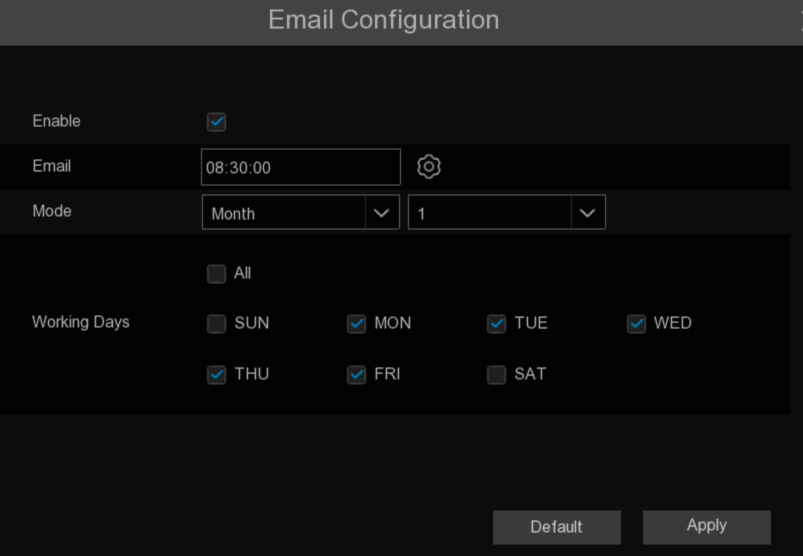 Email Configuration
Enable
Email 08:30:00
Mode Month 1
All
Working Days SUN MON TUE WED
THU FRI SAT
Default Apply